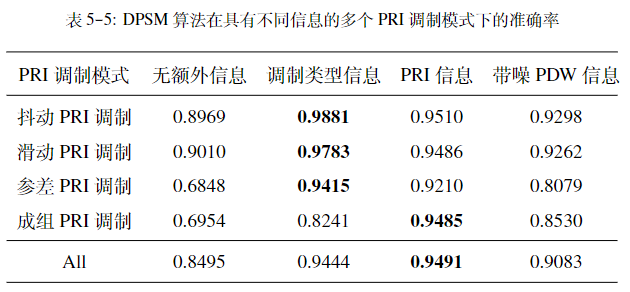 表 5-5: DPSM 算法在具有不同信息的多个 PRI 调制模式下的准确率
PRI 调制模式 无额外信息 调制类型信息 PRI 信息 带噪 PDW 信息
抖动 PRI 调制 0.8969 0.9881 0.9510 0.9298
滑动 PRI 调制 0.9010 0.9783 0.9486 0.9262
参差 PRI 调制 0.6848 0.9415 0.9210 0.8079
成组 PRI 调制 0.6954 0.8241 0.9485 0.8530
All 0.8495 0.9444 0.9491 0.9083